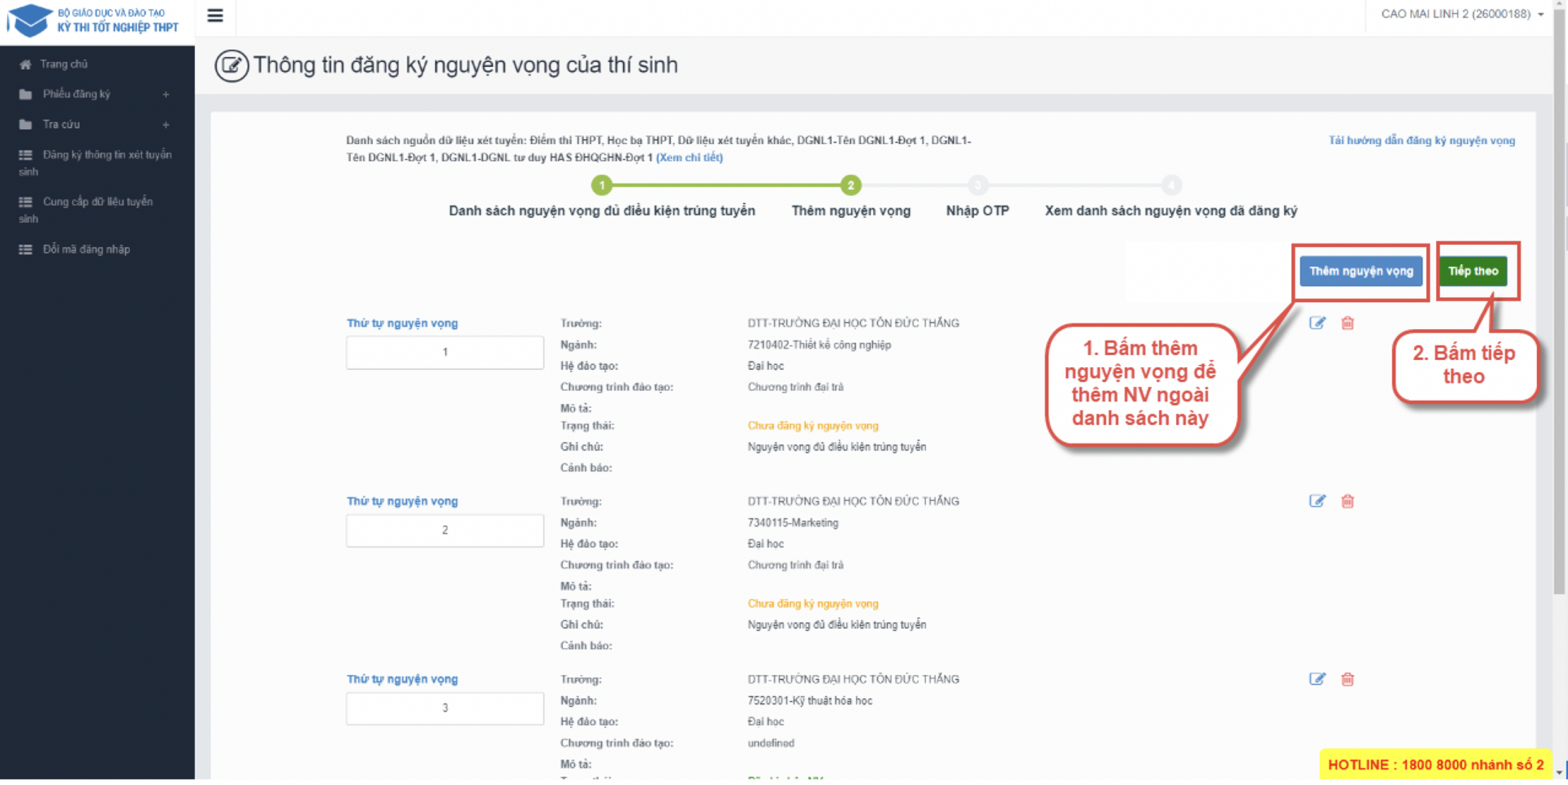 BỘ GIÁO DỤC VÀ ĐÀO TẠO
KỲ THI TỐT NGHIỆP THPT
CAO MAI LINH 2 (26000188)
Trang chủ
Phiếu đăng ký +
Tra cứu +
Đăng ký thông tin xét tuyển
sinh
Cung cấp dữ liệu tuyển
sinh
Đổi mã đăng nhập
Thông tin đăng ký nguyện vọng của thí sinh
Danh sách nguồn dữ liệu xét tuyển: Điểm thi THPT, Học bạ THPT, Dữ liệu xét tuyển khác, DGNL1-Tên DGNL1-Đợt 1, DGNL1-
Tên DGNL1-Đợt 1, DGNL1-DGNL tư duy HAS ĐHQGHN-Đợt 1 (Xem chi tiết)
Tải hướng dẫn đăng ký nguyện vọng
1 2 3 4
Danh sách nguyện vọng đủ điều kiện trúng tuyển Thêm nguyện vọng Nhập OTP Xem danh sách nguyện vọng đã đăng ký
Thêm nguyện vọng Tiếp theo
1. Bấm thêm
nguyện vọng để
thêm NV ngoài
danh sách này
2. Bấm tiếp
theo
Thứ tự nguyện vọng
1
Trường: DTT-TRƯỜNG ĐẠI HỌC TÔN ĐỨC THẮNG
Ngành: 7210402-Thiết kế công nghiệp
Hệ đào tạo: Đại học
Chương trình đào tạo: Chương trình đại trà
Mô tả:
Trạng thái: Chưa đăng ký nguyện vọng
Ghi chú: Nguyện vọng đủ điều kiện trúng tuyển
Cảnh báo:
Thứ tự nguyện vọng
2
Trường: DTT-TRƯỜNG ĐẠI HỌC TÔN ĐỨC THẮNG
Ngành: 7340115-Marketing
Hệ đào tạo: Đại học
Chương trình đào tạo: Chương trình đại trà
Mô tả:
Trạng thái: Chưa đăng ký nguyện vọng
Ghi chú: Nguyện vọng đủ điều kiện trúng tuyển
Cảnh báo:
Thứ tự nguyện vọng
3
Trường: DTT-TRƯỜNG ĐẠI HỌC TÔN ĐỨC THẮNG
Ngành: 7520301-Kỹ thuật hóa học
Hệ đào tạo: Đại học
Chương trình đào tạo: undefined
Mô tả:
HOTLINE : 1800 8000 nhánh số 2